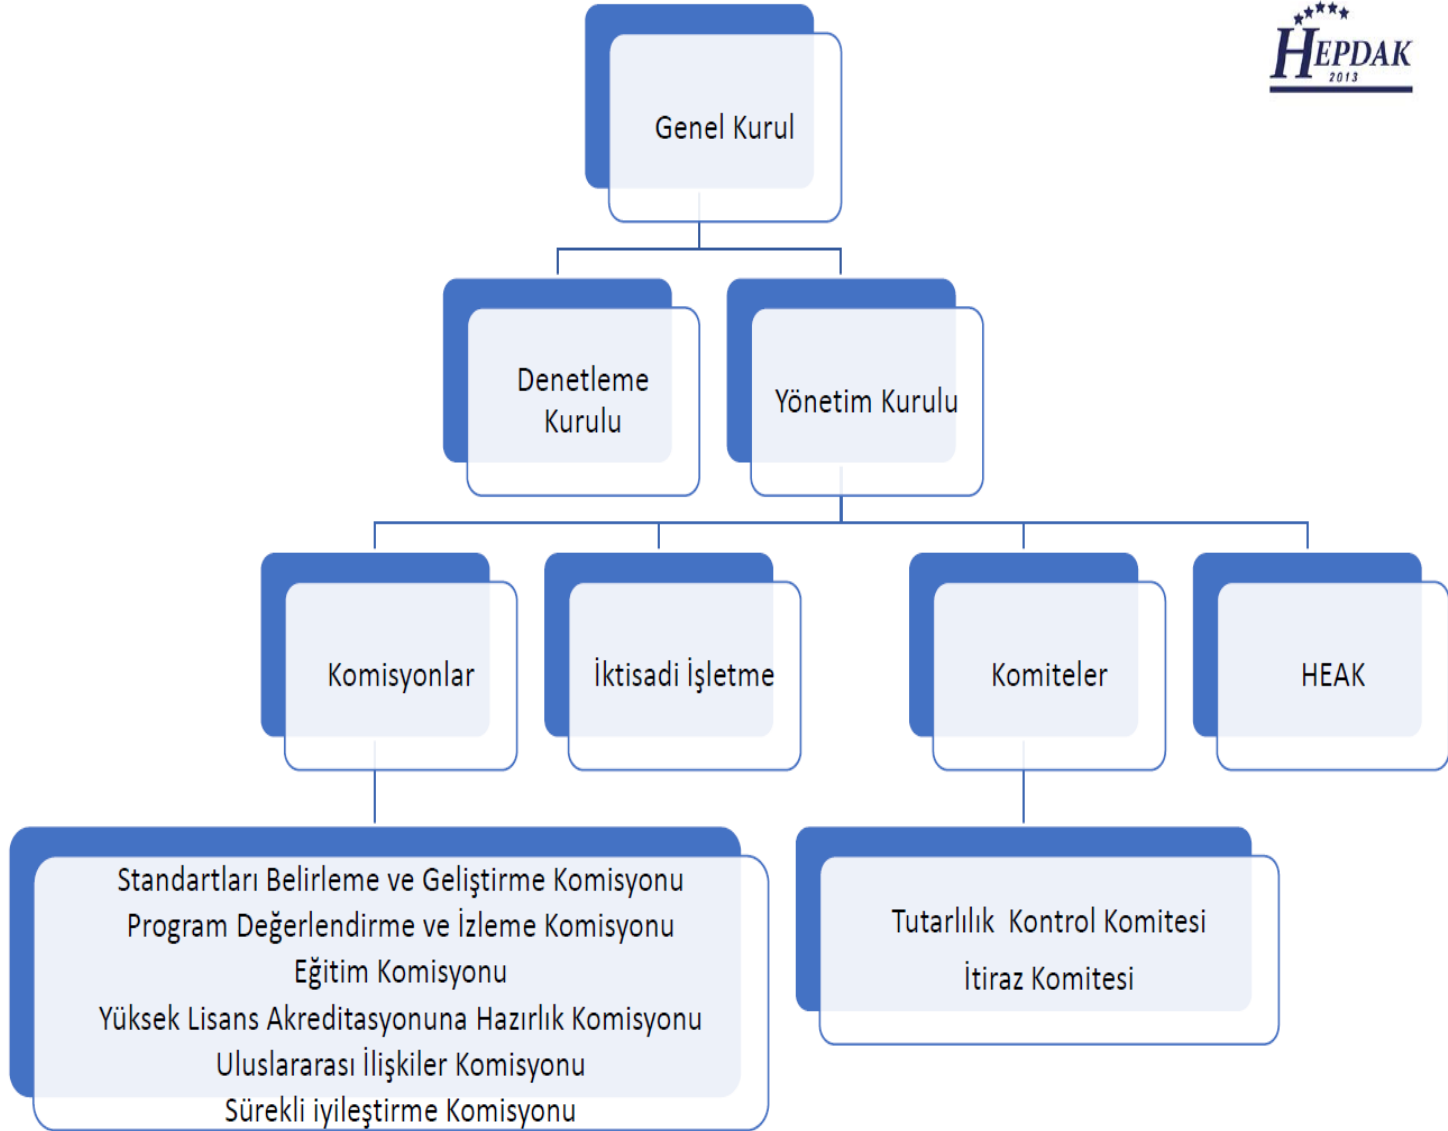 HEPDAK
2013
Genel Kurul
Denetleme
Kurulu
Yönetim Kurulu
Komisyonlar
İktisadi İşletme
Komiteler
HEAK
Standartları Belirleme ve Geliştirme Komisyonu
Program Değerlendirme ve İzleme Komisyonu
Eğitim Komisyonu
Yüksek Lisans Akreditasyonuna Hazırlık Komisyonu
Uluslararası İlişkiler Komisyonu
Sürekli iyileştirme Komisyonu
Tutarlılık  Kontrol Komitesi
İtiraz Komitesi